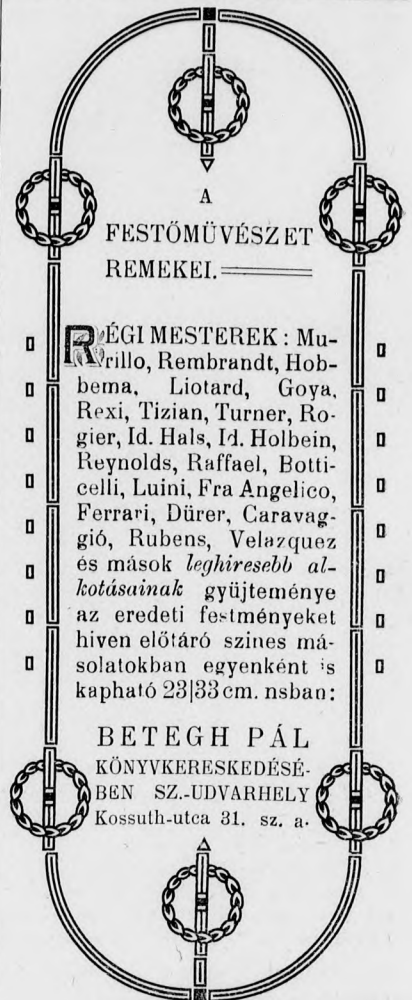 A
FESTŐMŰVÉSZET
REMEKEI.
RÉGI MESTEREK : Mu-
rillo, Rembrandt, Hob-
bema, Liotard, Goya,
Rexi, Tizian, Turner, Ro-
gier, Id. Hals, Id. Holbein,
Reynolds, Raffael, Botti-
celli, Luini, Fra Angelico,
Ferrari, Dürer, Caravag-
gió, Rubens, Velazquez
és mások leghiresebb al-
kotásainak gyüjteménye
az eredeti festményeket
hiven előtáró szines má-
solatokban egyenként is
kapható 23|33 cm. nsban:
BETEGH PÁL
KÖNYVKERESKEDÉSÉ-
BEN SZ.-UDVARHELY
Kossuth-utca 31. sz. a.